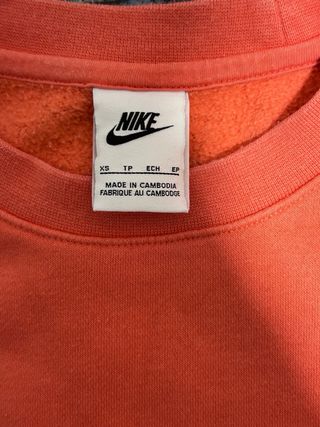 NIKE
XS TP ECH EP
MADE IN CAMBODIA
FABRIQUE AU CAMBODGE